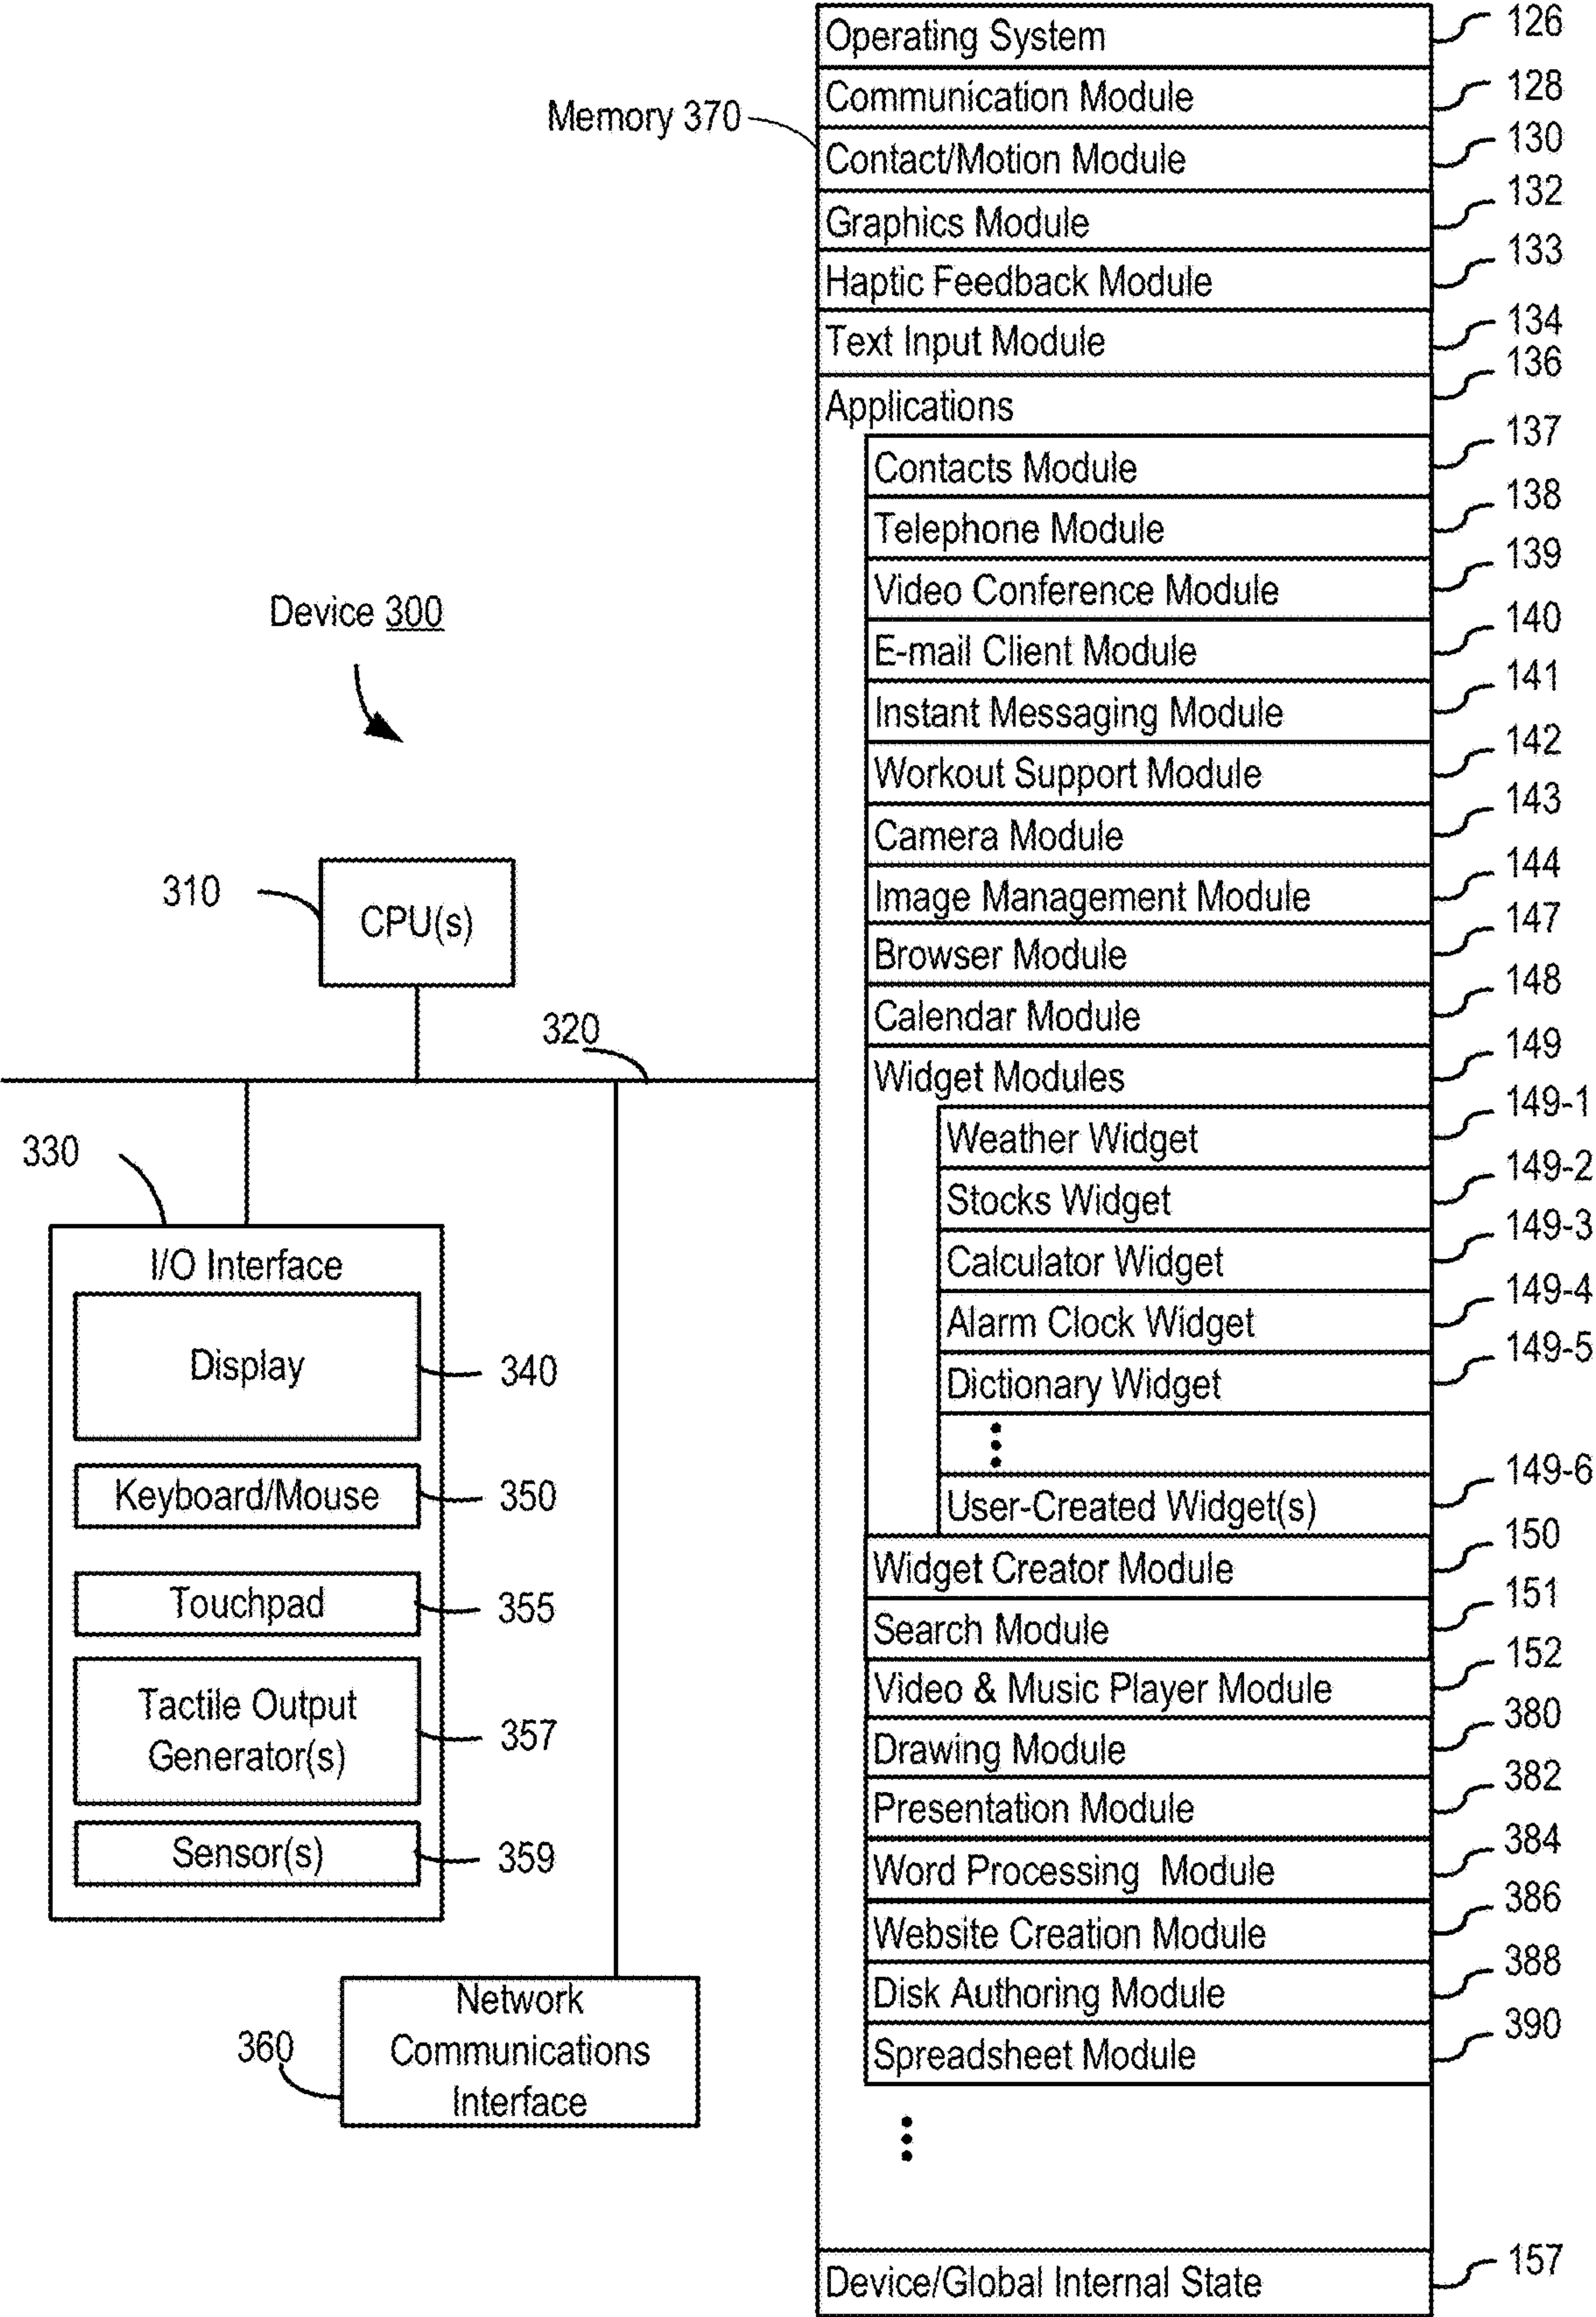 Device 300
310
CPU(s)
320
330
I/O Interface
Display
340
Keyboard/Mouse
350
Touchpad
355
Tactile Output
Generator(s)
357
Sensor(s)
359
360
Network
Communications
Interface
Memory 370
Operating System 126
Communication Module 128
Contact/Motion Module 130
Graphics Module 132
Haptic Feedback Module 133
Text Input Module 134
Applications 136
Contacts Module 137
Telephone Module 138
Video Conference Module 139
E-mail Client Module 140
Instant Messaging Module 141
Workout Support Module 142
Camera Module 143
Image Management Module 144
Browser Module 147
Calendar Module 148
Widget Modules 149
Weather Widget 149-1
Stocks Widget 149-2
Calculator Widget 149-3
Alarm Clock Widget 149-4
Dictionary Widget 149-5
User-Created Widget(s) 149-6
Widget Creator Module 150
Search Module 151
Video & Music Player Module 152
Drawing Module 380
Presentation Module 382
Word Processing Module 384
Website Creation Module 386
Disk Authoring Module 388
Spreadsheet Module 390
Device/Global Internal State 157